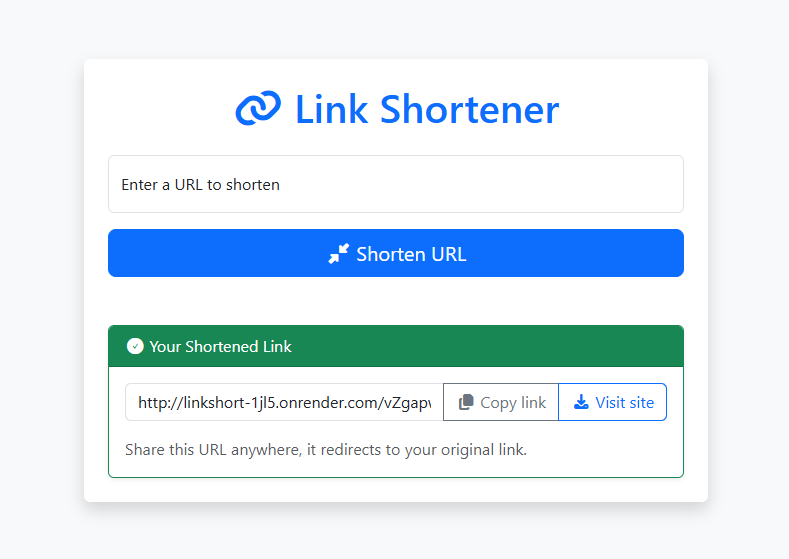 Link Shortener
Enter a URL to shorten
Shorten URL
Your Shortened Link
http://linkshort-1jl5.onrender.com/vZgap Copy link Visit site
Share this URL anywhere, it redirects to your original link.